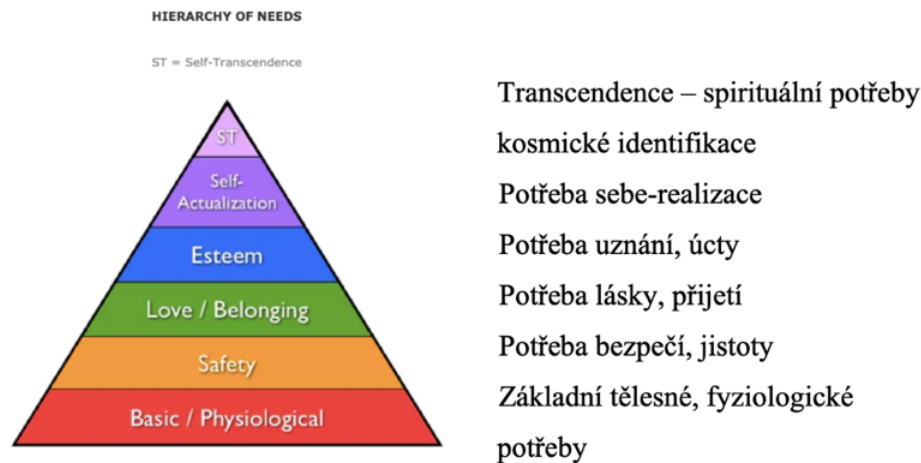 HIERARCHY OF NEEDS
ST = Self-Transcendence
ST
Self-
Actualization
Esteem
Love / Belonging
Safety
Basic / Physiological
Transcendence – spirituální potřeby
kosmické identifikace
Potřeba sebe-realizace
Potřeba uznání, úcty
Potřeba lásky, přijetí
Potřeba bezpečí, jistoty
Základní tělesné, fyziologické
potřeby